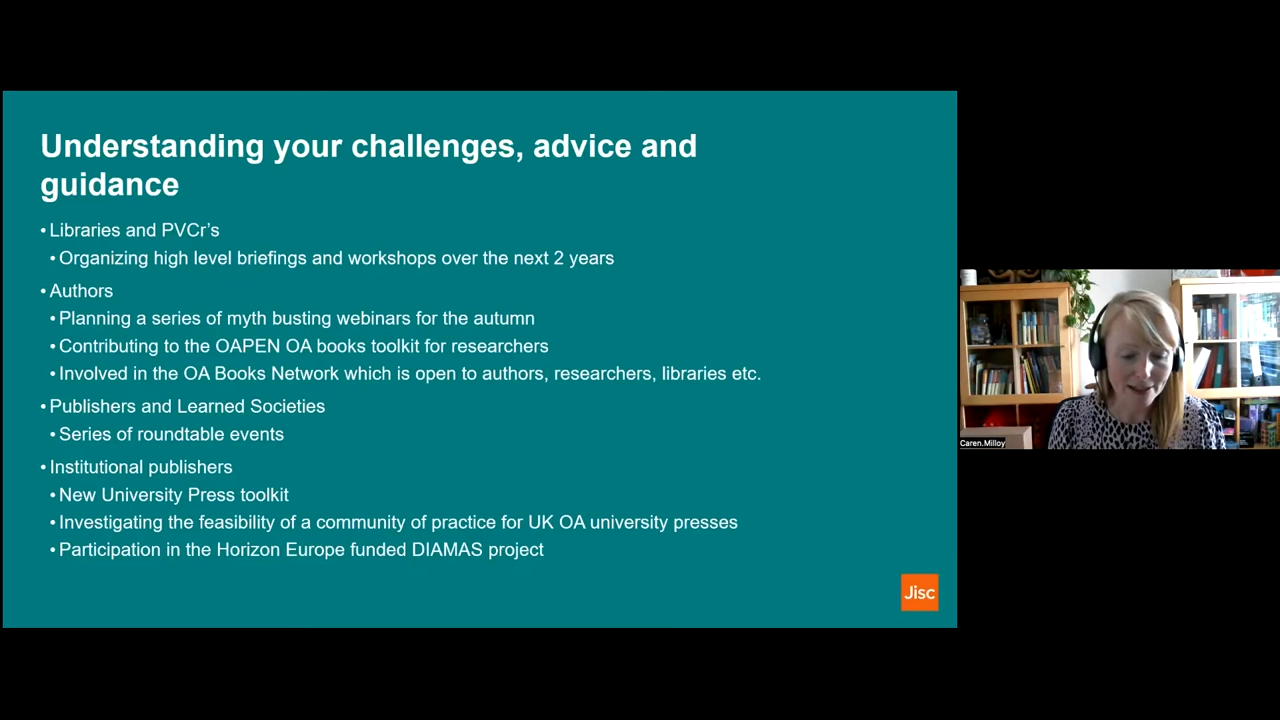 Understanding your challenges, advice and
guidance
•Libraries and PVCr's
•Organizing high level briefings and workshops over the next 2 years
•Authors
•Planning a series of myth busting webinars for the autumn
•Contributing to the OAPEN OA books toolkit for researchers
•Involved in the OA Books Network which is open to authors, researchers, libraries etc.
•Publishers and Learned Societies
•Series of roundtable events
•Institutional publishers
•New University Press toolkit
•Investigating the feasibility of a community of practice for UK OA university presses
•Participation in the Horizon Europe funded DIAMAS project
Jisc
Caren.Milloy